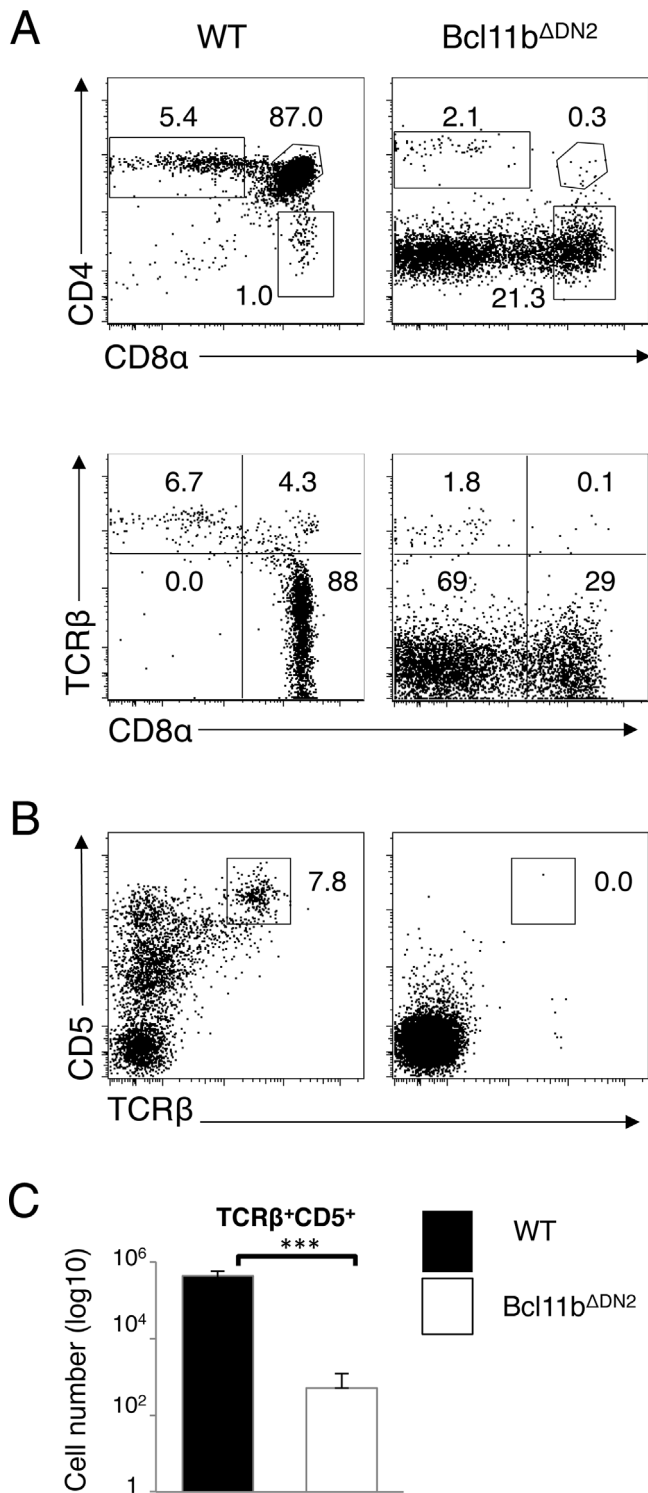 A
WT Bcl11bΔDN2
5.4 87.0 2.1 0.3
CD4
1.0 21.3
CD8α
6.7 4.3 1.8 0.1
0.0 88 69 29
TCRβ
CD8α
B
7.8 0.0
CD5
TCRβ
C
TCRβ+CD5+
***
WT
Bcl11bΔDN2
Cell number (log10)
10⁶
10⁴
10²
1